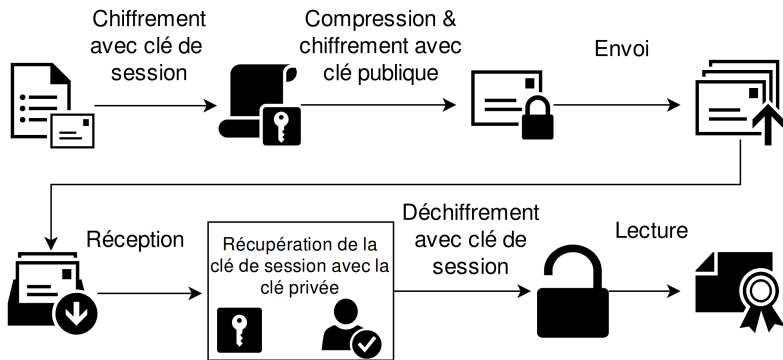 Chiffrement
avec clé de
session
Compression &
chiffrement avec
clé publique
Envoi
Réception
Récupération de la
clé de session avec la
clé privée
Déchiffrement
avec clé de
session
Lecture